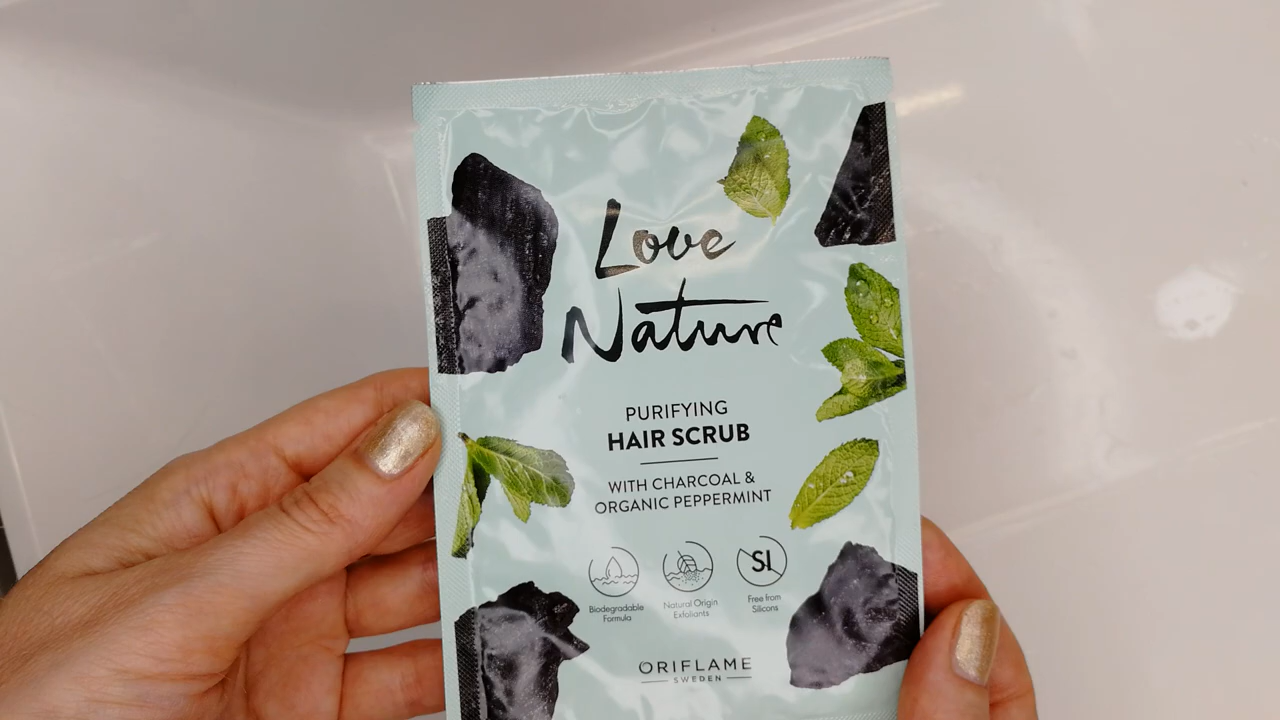 Love
Nature
PURIFYING
HAIR SCRUB
WITH CHARCOAL &
ORGANIC PEPPERMINT
SI
Biodegradable
Formula
Natural Origin
Exfoliants
Free from
Silicons
ORIFLAME
SWEDEN